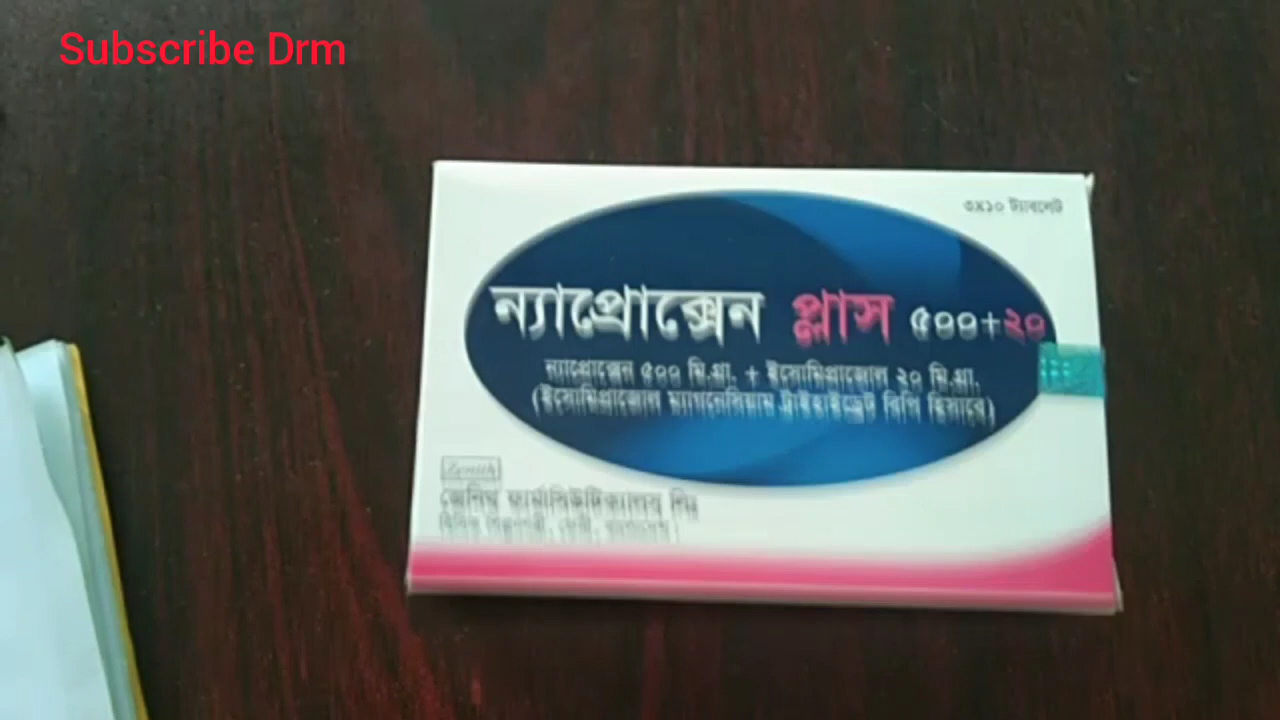 Subscribe Drm
৩X১০ ট্যাবলেট
ন্যাপ্রোক্সেন প্লাস ৫০০+২০
ন্যাপ্রোক্সেন ৫০০ মি.গ্রা. + ইসোমিপ্রাজোল ২০ মি.গ্রা.
(ইসোমিপ্রাজোল ম্যাগনেসিয়াম ট্রাইহাইড্রেট বিপি হিসাবে)
Zenith
জেনিথ ফার্মাসিউটিক্যালস লিঃ